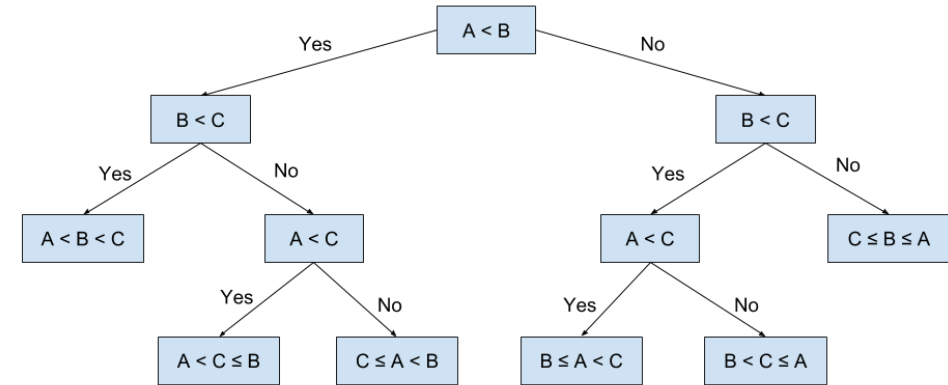 A < B
Yes
No
B < C
B < C
Yes
No
Yes
No
A < B < C
A < C
A < C
C ≤ B ≤ A
Yes
No
Yes
No
A < C ≤ B
C ≤ A < B
B ≤ A < C
B < C ≤ A